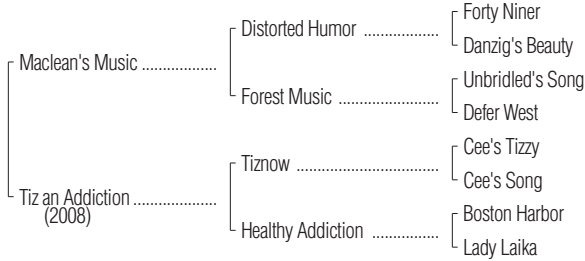 Forty Niner
Distorted Humor ..................
Danzig's Beauty
Maclean's Music ..................
Unbridled's Song
Forest Music ........................
Defer West
Cee's Tizzy
Tiznow ..................................
Cee's Song
Tiz an Addiction ....................
(2008)
Boston Harbor
Healthy Addiction ................
Lady Laika